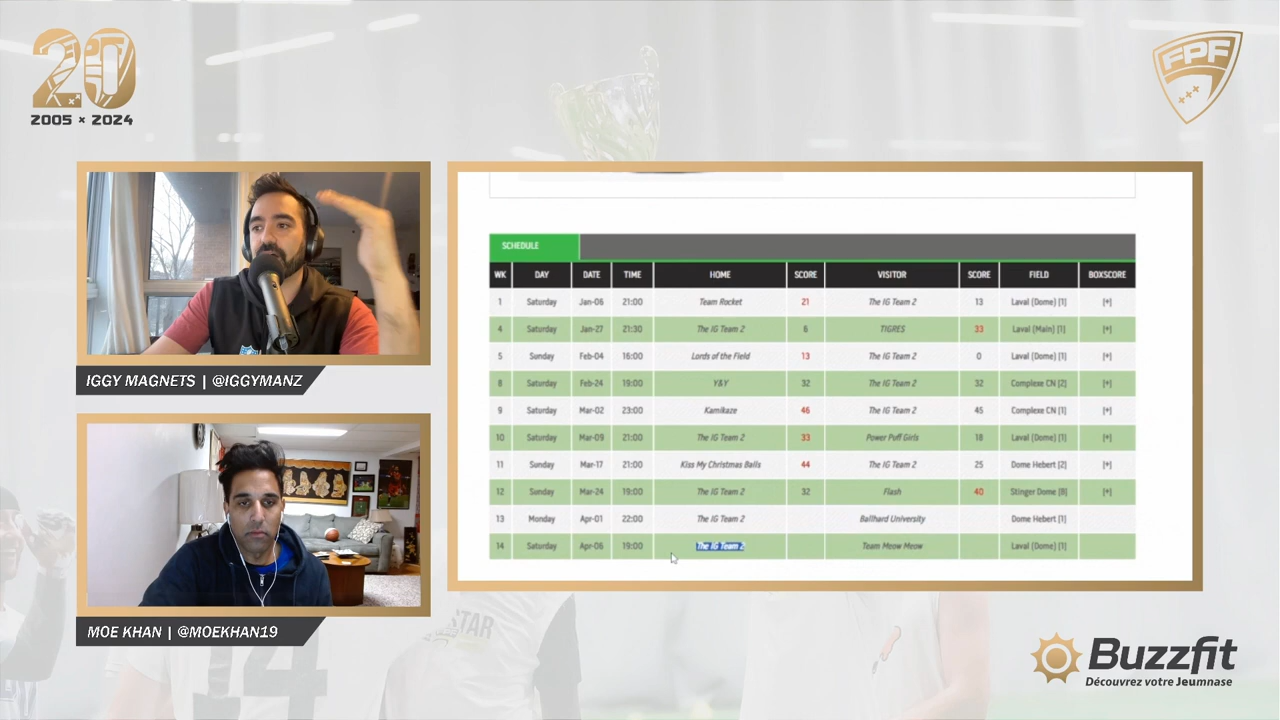 20
2005 × 2024
FPF
IGGY MAGNETS | @IGGYMANZ
MOE KHAN | @MOEKHAN19
SCHEDULE
WK DAY DATE TIME HOME SCORE VISITOR SCORE FIELD BOXSCORE
1 Saturday Jan-06 21:00 Team Rocket 21 The IG Team 2 13 Laval (Dome) [1] [+]
4 Saturday Jan-27 21:30 The IG Team 2 6 TIGRES 33 Laval (Main) [1] [+]
5 Sunday Feb-04 16:00 Lords of the Field 13 The IG Team 2 0 Laval (Dome) [1] [+]
8 Saturday Feb-24 19:00 Y&Y 32 The IG Team 2 32 Complexe CN [2] [+]
9 Saturday Mar-02 23:00 Kamikaze 46 The IG Team 2 45 Complexe CN [1] [+]
10 Saturday Mar-09 21:00 The IG Team 2 33 Power Puff Girls 18 Laval (Dome) [1] [+]
11 Sunday Mar-17 21:00 Kiss My Christmas Balls 44 The IG Team 2 25 Dome Hebert [2] [+]
12 Sunday Mar-24 19:00 The IG Team 2 32 Flash 40 Stinger Dome [B] [+]
13 Monday Apr-01 22:00 The IG Team 2 Ballhard University Dome Hebert [1]
14 Saturday Apr-06 19:00 The IG Team 2 Team Meow Meow Laval (Dome) [1]
STAR
14
Buzzfit
Découvrez votre Jeumnase